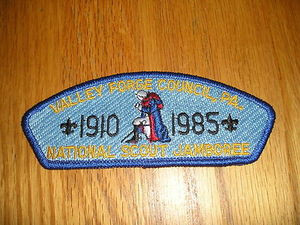 VALLEY FORGE COUNCIL, PA.
1910 1985
NATIONAL SCOUT JAMBOREE